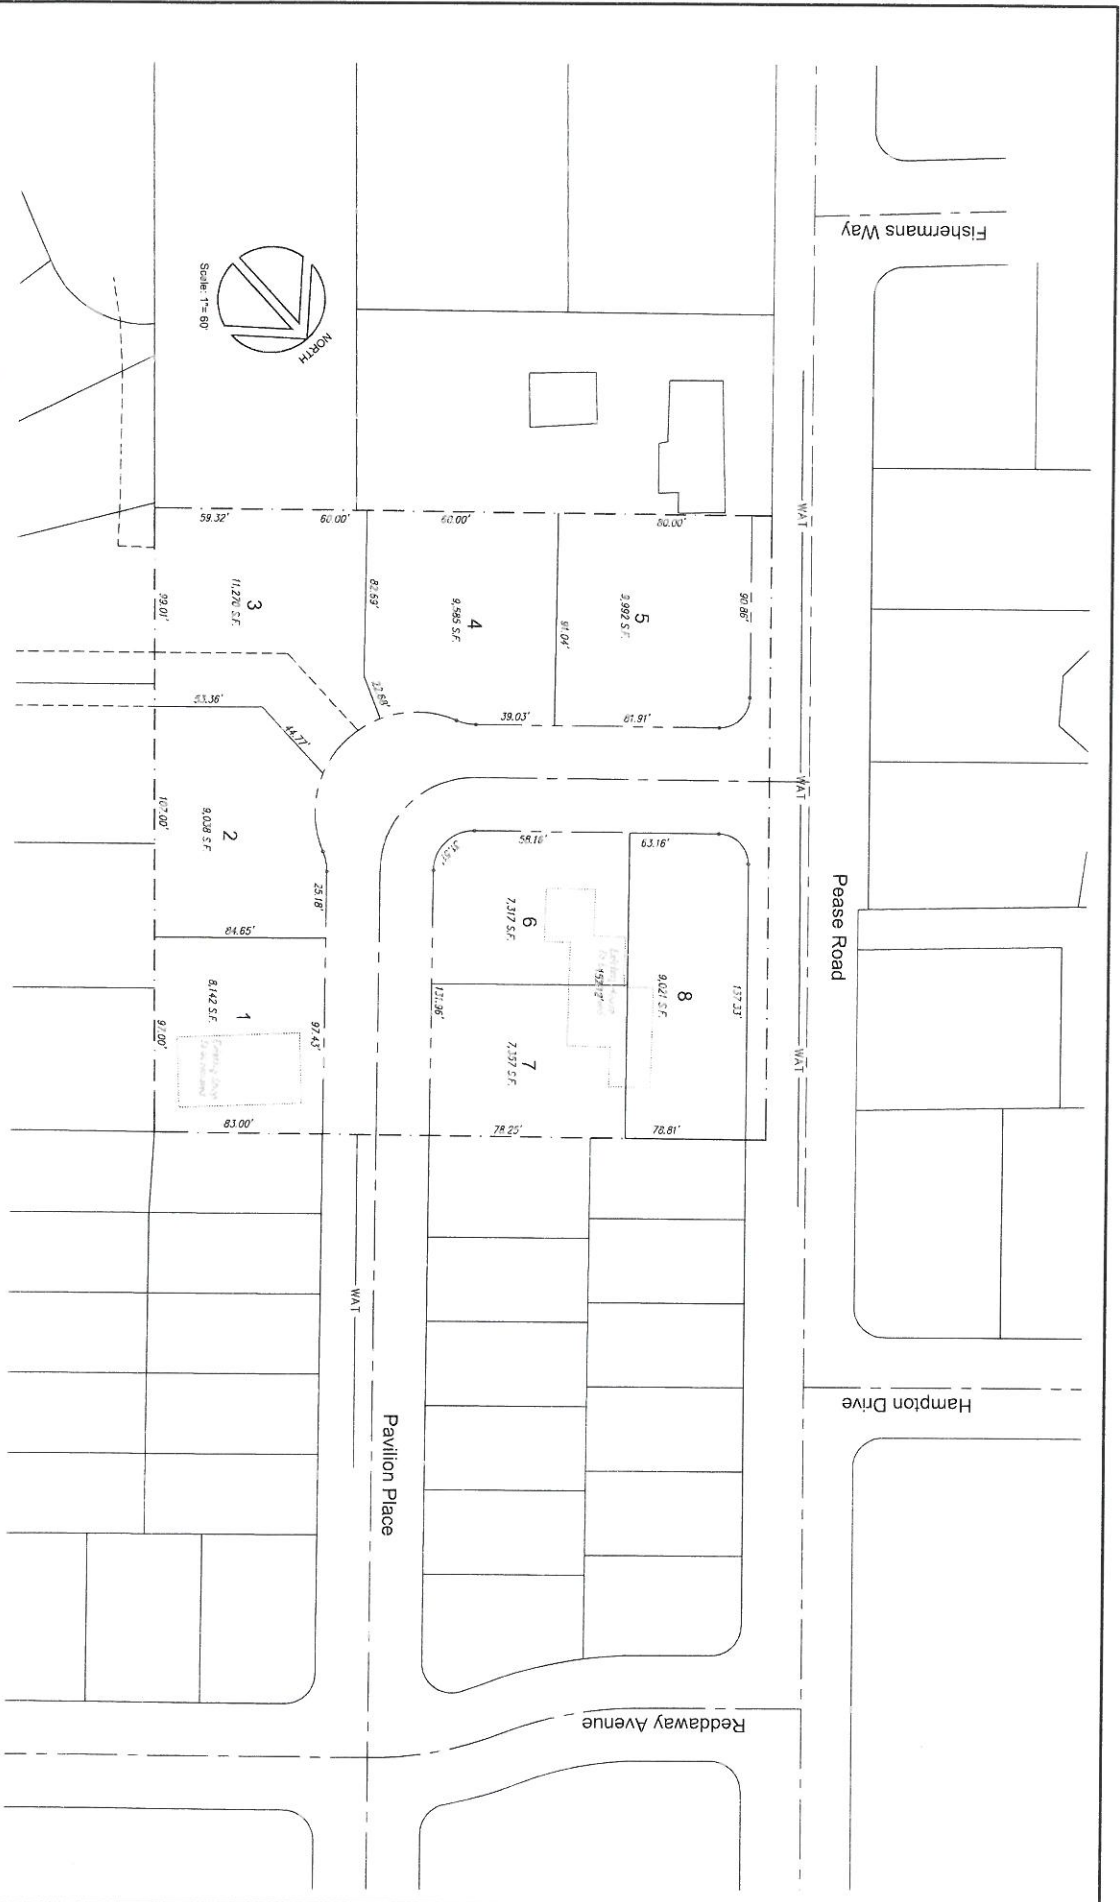 Fishermans Way
WAT
Pease Road
WAT
WAT
Hampton Drive
Reddaway Avenue
Pavilion Place
WAT
NORTH
Scale: 1"= 60'
59.32'
60.00'
60.00'
80.00'
3
11,270 S.F.
99.01'
82.69'
4
9,585 S.F.
91.04'
5
9,992 S.F.
90.86'
22.68'
39.03'
61.91'
53.36'
44.77'
2
9,038 S.F.
107.00'
25.18'
84.65'
58.16'
63.16'
6
7,317 S.F.
8
9,021 S.F.
157.33'
131.96'
7
7,357 S.F.
1
8,142 S.F.
97.00'
97.43'
83.00'
78.25'
78.81'